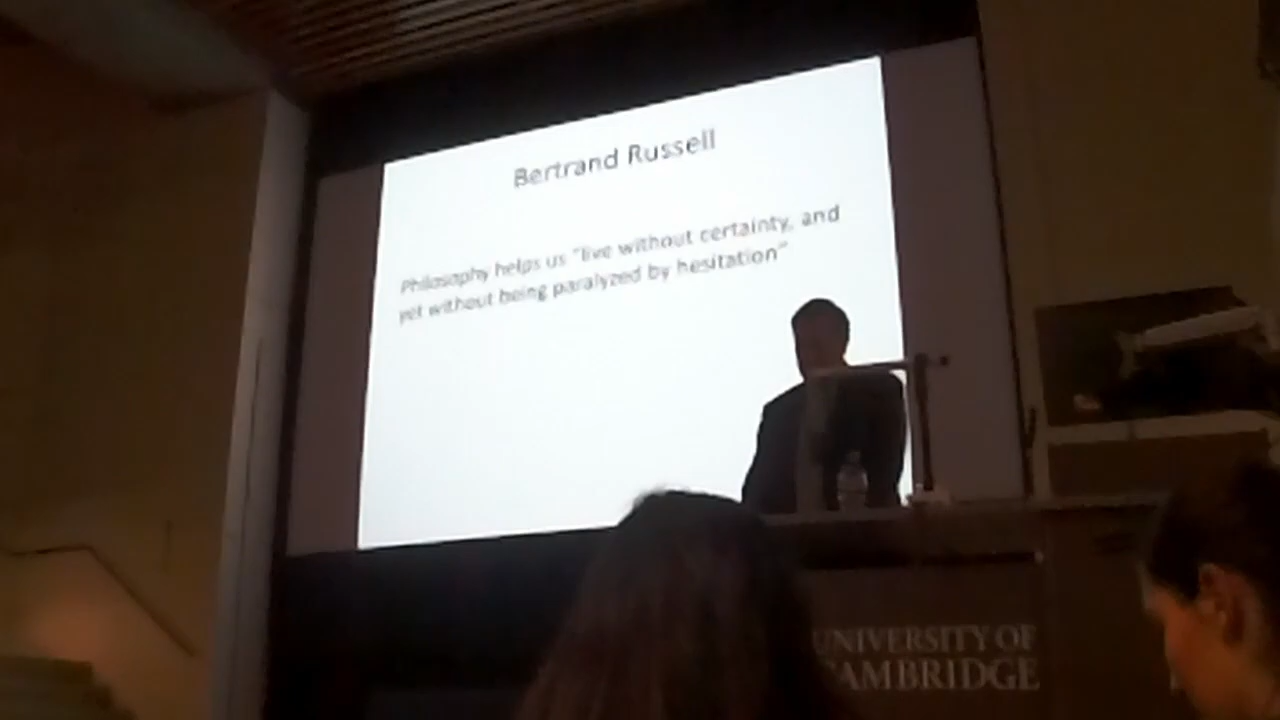 Bertrand Russell
Philosophy helps us "live without certainty, and
yet without being paralyzed by hesitation"
UNIVERSITY OF
CAMBRIDGE